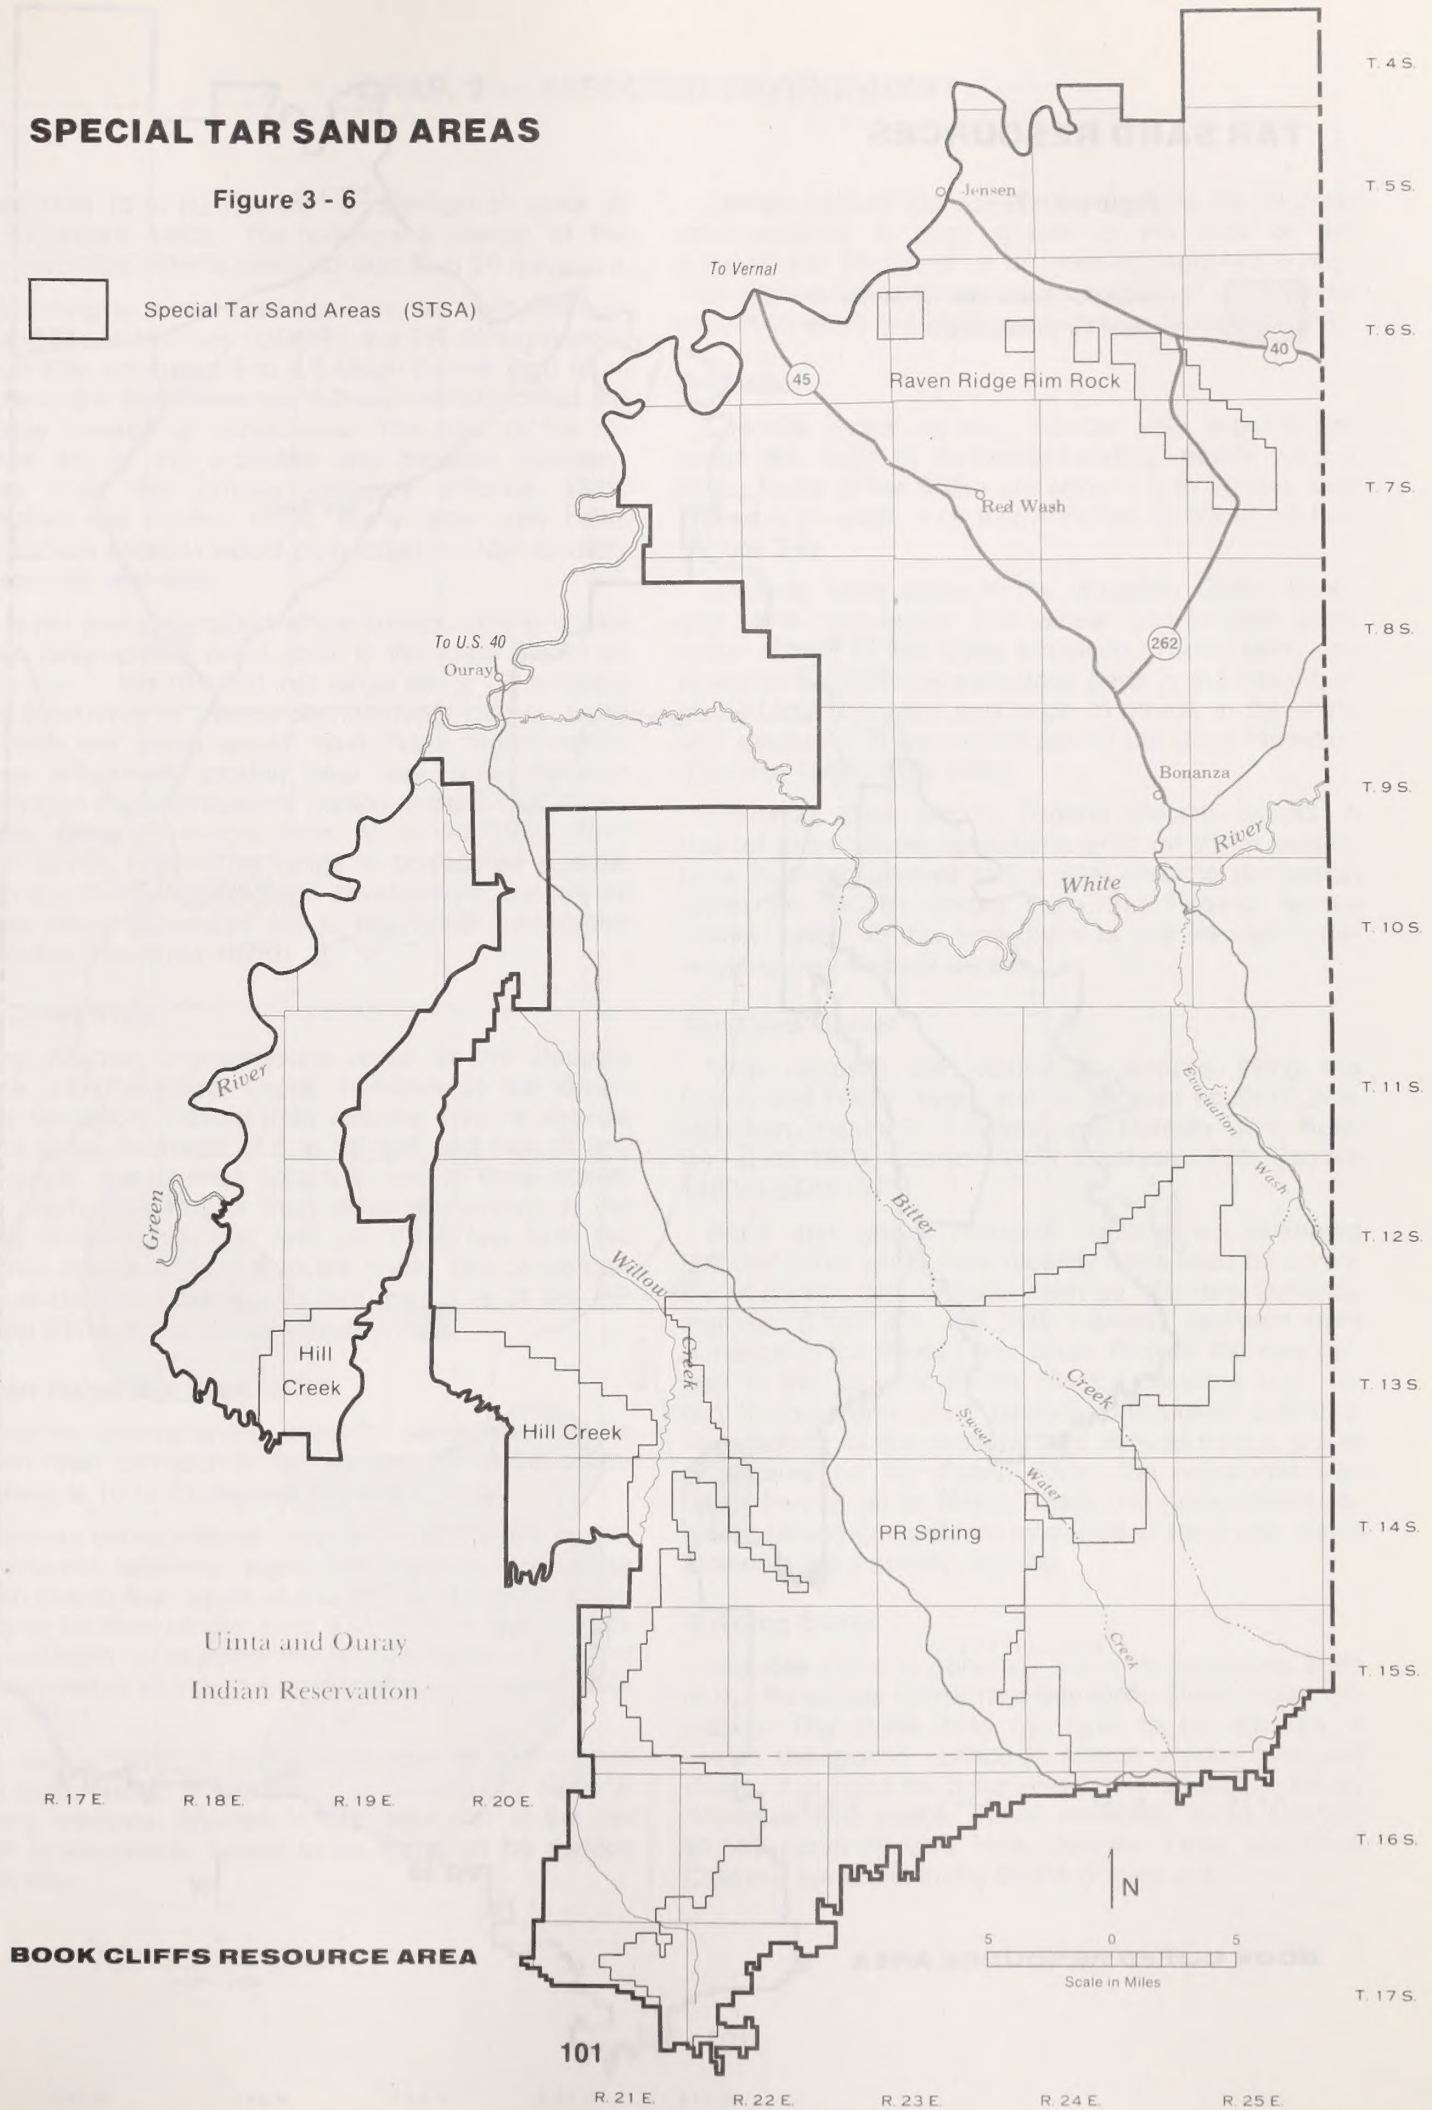 SPECIAL TAR SAND AREAS
Figure 3 - 6
Special Tar Sand Areas (STSA)
T. 4 S.
T. 5 S.
T. 6 S.
T. 7 S.
T. 8 S.
T. 9 S.
T. 10 S.
T. 11 S.
T. 12 S.
T. 13 S.
T. 14 S.
T. 15 S.
T. 16 S.
T. 17 S.
Jensen
To Vernal
40
45
Raven Ridge Rim Rock
Red Wash
262
To U.S. 40
Ouray
Bonanza
River
White
River
Green
Evacuation
Wash
Bitter
Creek
Willow
Creek
Sweet
Water
Creek
Hill
Creek
Hill Creek
PR Spring
Uinta and Ouray
Indian Reservation
R. 17 E.
R. 18 E.
R. 19 E.
R. 20 E.
N
5 0 5
Scale in Miles
BOOK CLIFFS RESOURCE AREA
101
R. 21 E.
R. 22 E.
R. 23 E.
R. 24 E.
R. 25 E.